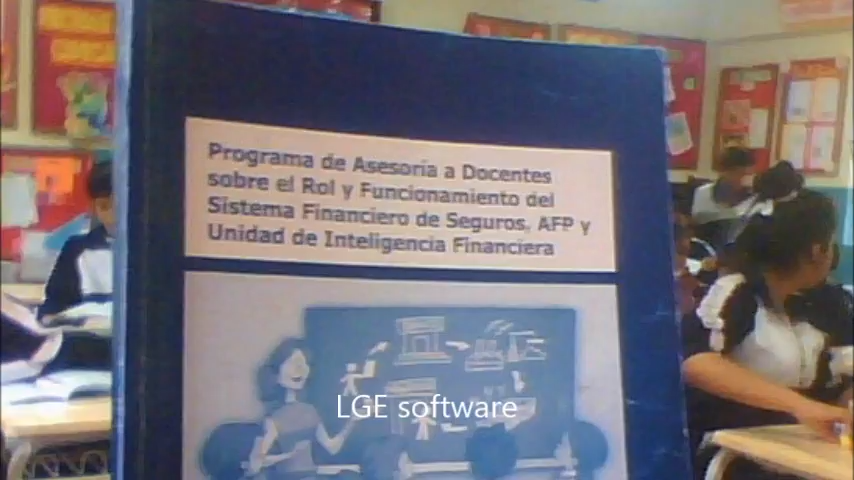 Programa de Asesoría a Docentes
sobre el Rol y Funcionamiento del
Sistema Financiero de Seguros, AFP y
Unidad de Inteligencia Financiera
LGE software